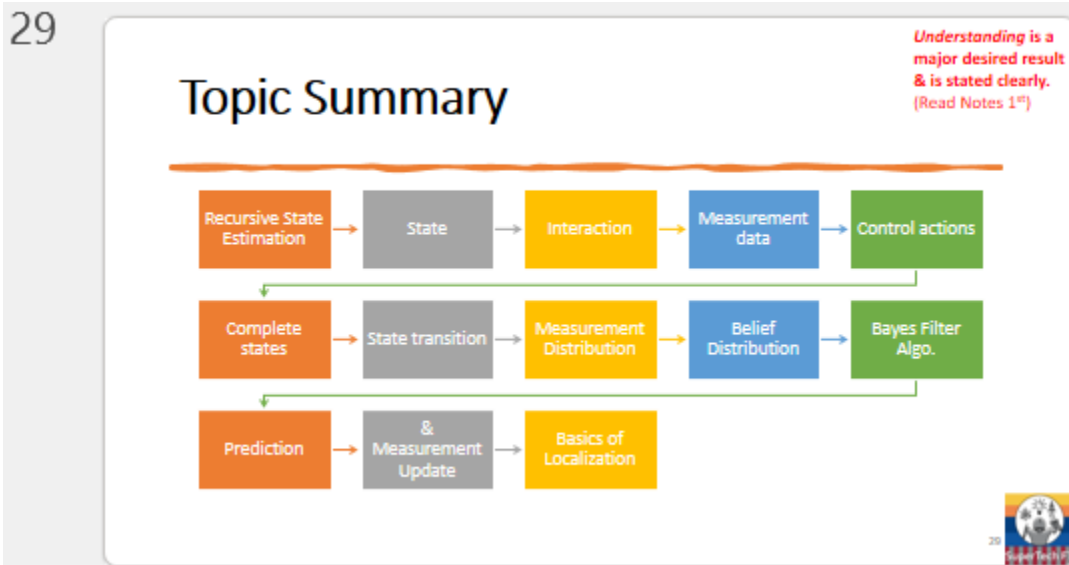 29
Understanding is a
major desired result
& is stated clearly.
(Read Notes 1st)
Topic Summary
Recursive State
Estimation
State
Interaction
Measurement
data
Control actions
Complete
states
State transition
Measurement
Distribution
Belief
Distribution
Bayes Filter
Algo.
Prediction
&
Measurement
Update
Basics of
Localization
29